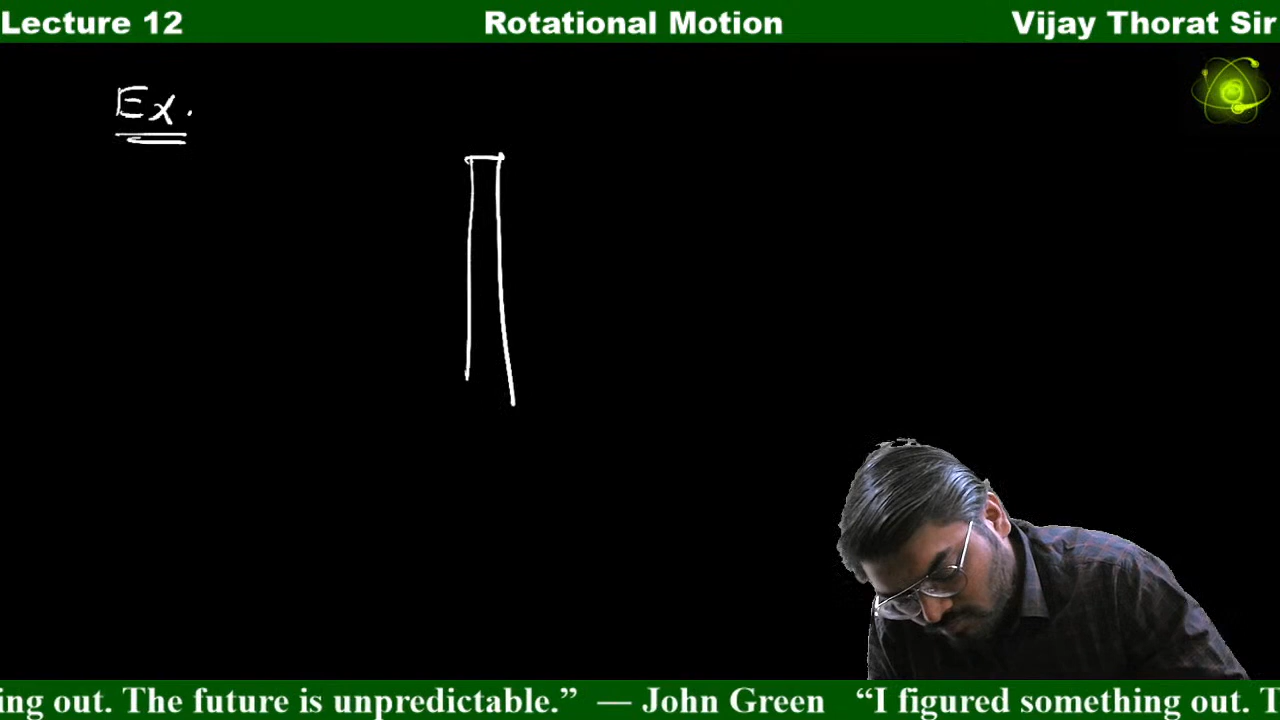 Lecture 12 Rotational Motion Vijay Thorat Sir
Ex.
ing out. The future is unpredictable.” — John Green “I figured something out. T